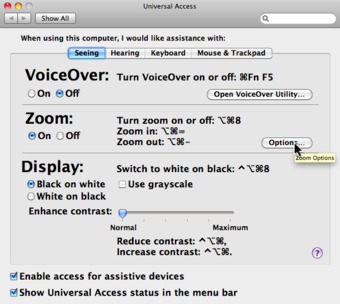 Universal Access
Show All
When using this computer, I would like assistance with:
Seeing Hearing Keyboard Mouse & Trackpad
VoiceOver: Turn VoiceOver on or off: ⌘Fn F5
On Off Open VoiceOver Utility...
Zoom: Turn zoom on or off: ⌥⌘8
On Off Zoom in: ⌥⌘=
Zoom out: ⌥⌘- Options...
Zoom Options
Display: Switch to white on black: ^⌥⌘8
Black on white Use grayscale
White on black
Enhance contrast:
Normal Maximum
Reduce contrast: ^⌥⌘,
Increase contrast: ^⌥⌘.
?
Enable access for assistive devices
Show Universal Access status in the menu bar